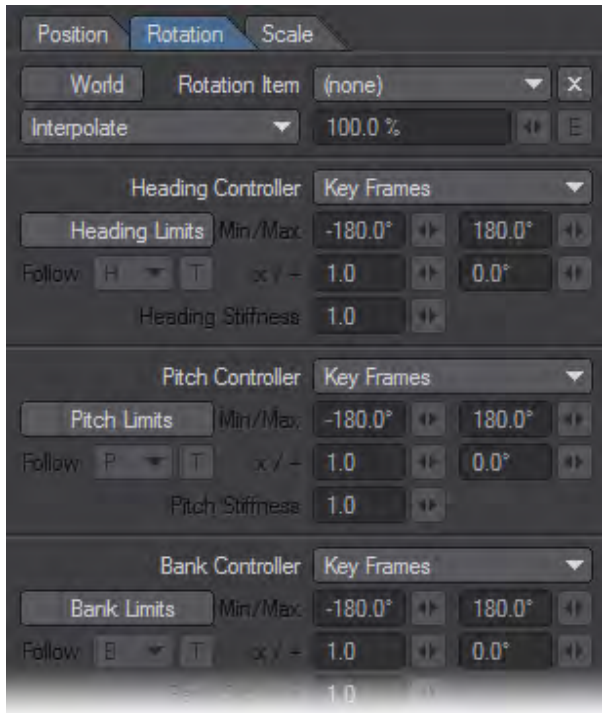 Position Rotation Scale
World Rotation Item (none) X
Interpolate 100.0 % E
Heading Controller Key Frames
Heading Limits Min/Max -180.0° 180.0°
Follow H T x / + 1.0 0.0°
Heading Stiffness 1.0
Pitch Controller Key Frames
Pitch Limits Min/Max -180.0° 180.0°
Follow P T x / + 1.0 0.0°
Pitch Stiffness 1.0
Bank Controller Key Frames
Bank Limits Min/Max -180.0° 180.0°
Follow B T x / + 1.0 0.0°
1.0